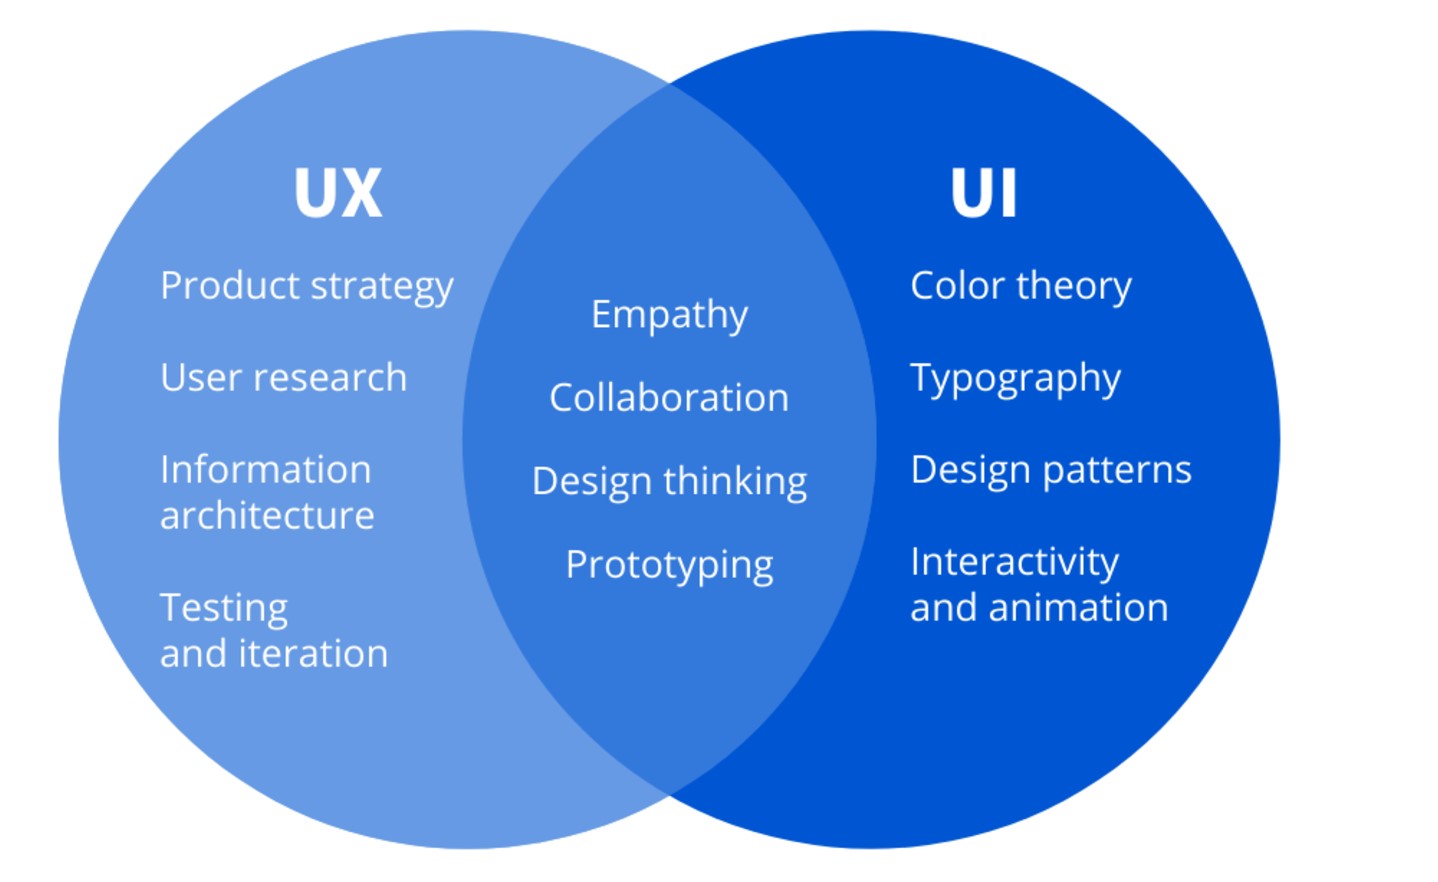 UX
Product strategy
User research
Information
architecture
Testing
and iteration
Empathy
Collaboration
Design thinking
Prototyping
UI
Color theory
Typography
Design patterns
Interactivity
and animation